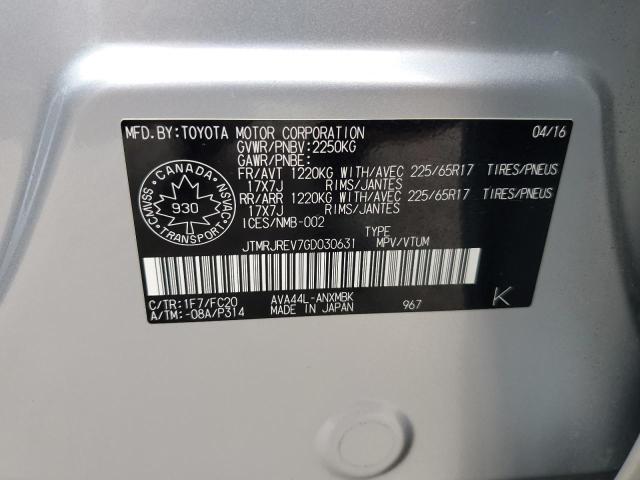 MFD.BY:TOYOTA MOTOR CORPORATION 04/16
GVWR/PNBV:2250KG
GAWR/PNBE:
FR/AVT 1220KG WITH/AVEC 225/65R17 TIRES/PNEUS
17X7J RIMS/JANTES
RR/ARR 1220KG WITH/AVEC 225/65R17 TIRES/PNEUS
17X7J RIMS/JANTES
ICES/NMB-002
TYPE
JTMRJREV7GD030631 MPV/VTUM
CANADA
CMVSS
930
NSVAC
TRANSPORT
C/TR:1F7/FC20 AVA44L-ANXMBK
A/TM:-08A/P314 MADE IN JAPAN 967 K